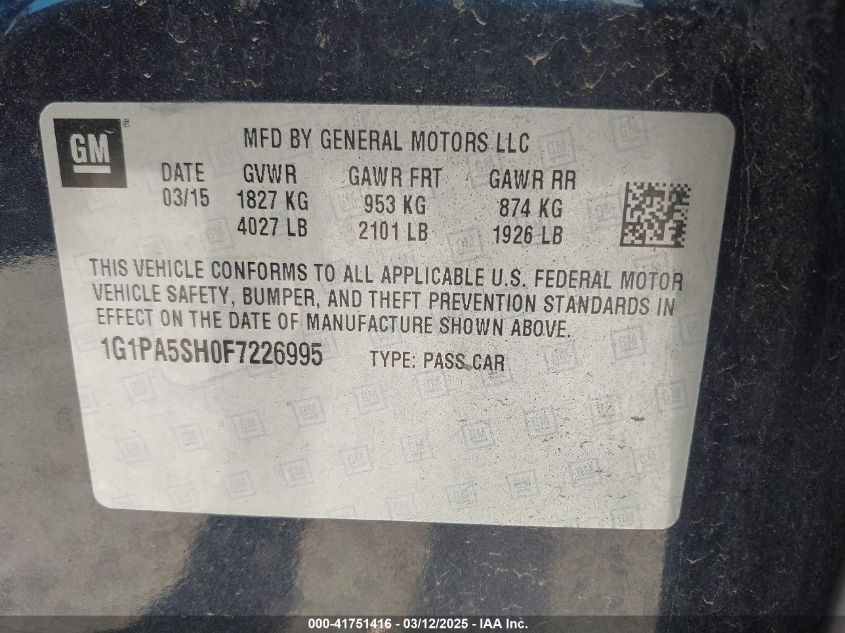 GM
MFD BY GENERAL MOTORS LLC
DATE GVWR GAWR FRT GAWR RR
03/15 1827 KG 953 KG 874 KG
4027 LB 2101 LB 1926 LB
THIS VEHICLE CONFORMS TO ALL APPLICABLE U.S. FEDERAL MOTOR
VEHICLE SAFETY, BUMPER, AND THEFT PREVENTION STANDARDS IN
EFFECT ON THE DATE OF MANUFACTURE SHOWN ABOVE.
1G1PA5SH0F7226995 TYPE: PASS CAR
000-41751416 - 03/12/2025 - IAA Inc.